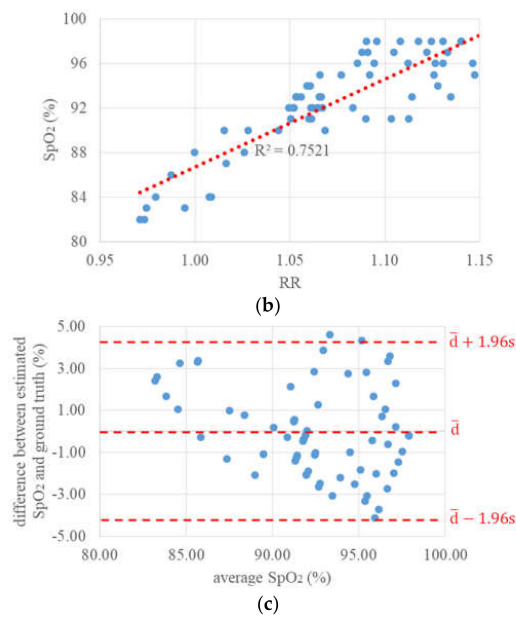 100
96
92
88
84
80
SpO2 (%)
R² = 0.7521
0.95 1.00 1.05 1.10 1.15
RR
(b)
5.00
3.00
1.00
-1.00
-3.00
-5.00
difference between estimated
SpO2 and ground truth (%)
d̅ + 1.96s
d̅
d̅ − 1.96s
80.00 85.00 90.00 95.00 100.00
average SpO2 (%)
(c)